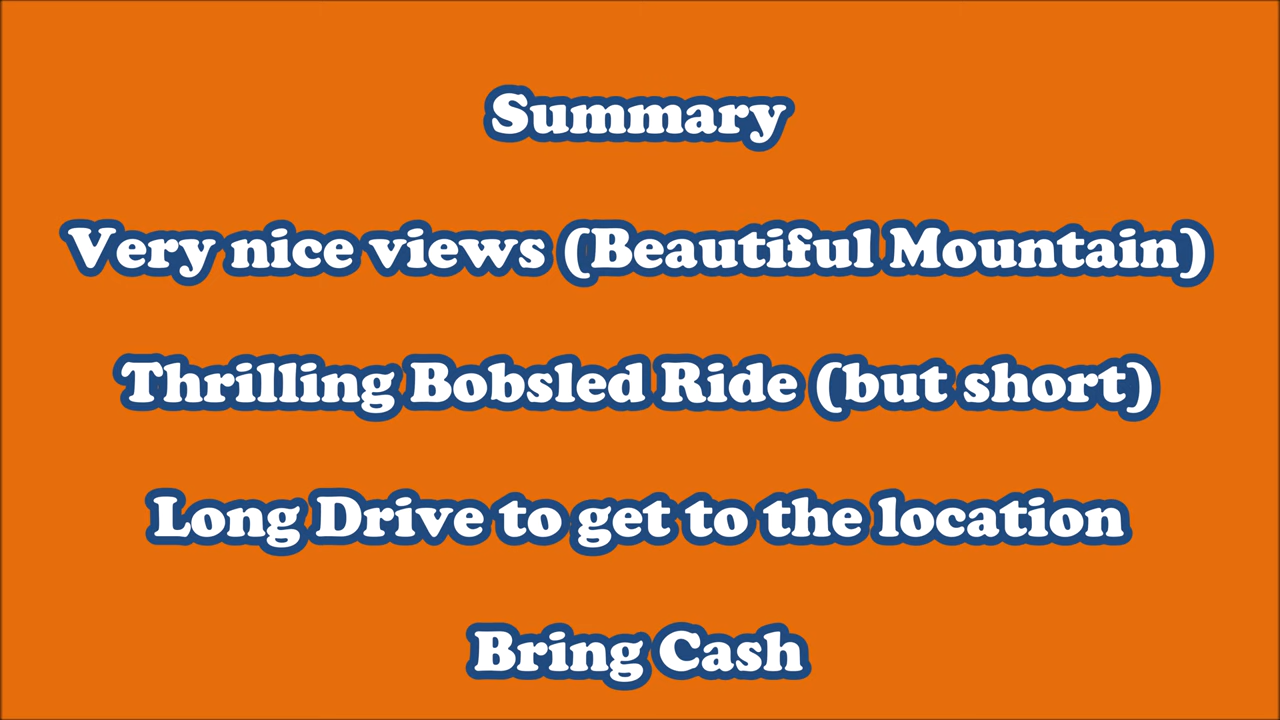 Summary
Very nice views (Beautiful Mountain)
Thrilling Bobsled Ride (but short)
Long Drive to get to the location
Bring Cash